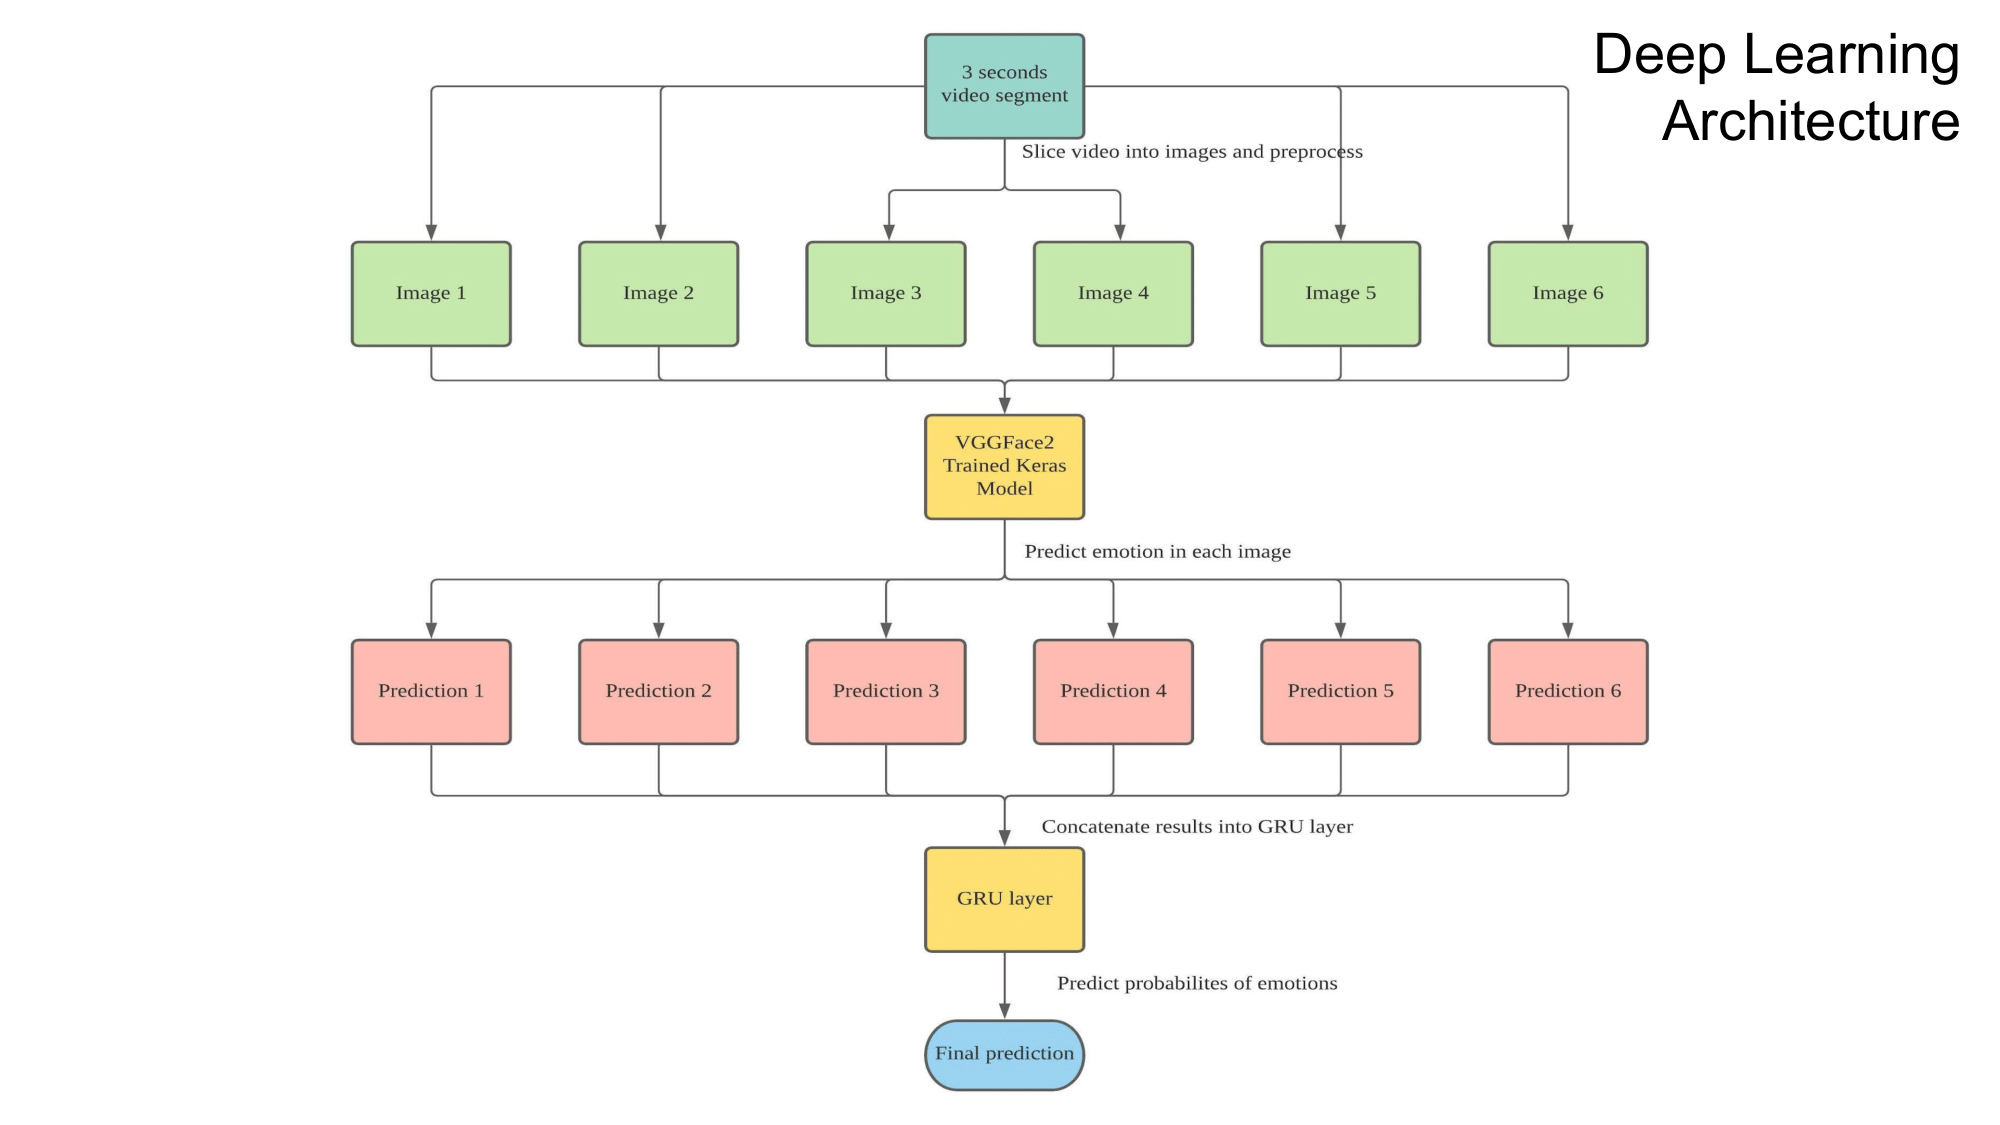 Deep Learning
Architecture
3 seconds
video segment
Slice video into images and preprocess
Image 1
Image 2
Image 3
Image 4
Image 5
Image 6
VGGFace2
Trained Keras
Model
Predict emotion in each image
Prediction 1
Prediction 2
Prediction 3
Prediction 4
Prediction 5
Prediction 6
Concatenate results into GRU layer
GRU layer
Predict probabilites of emotions
Final prediction